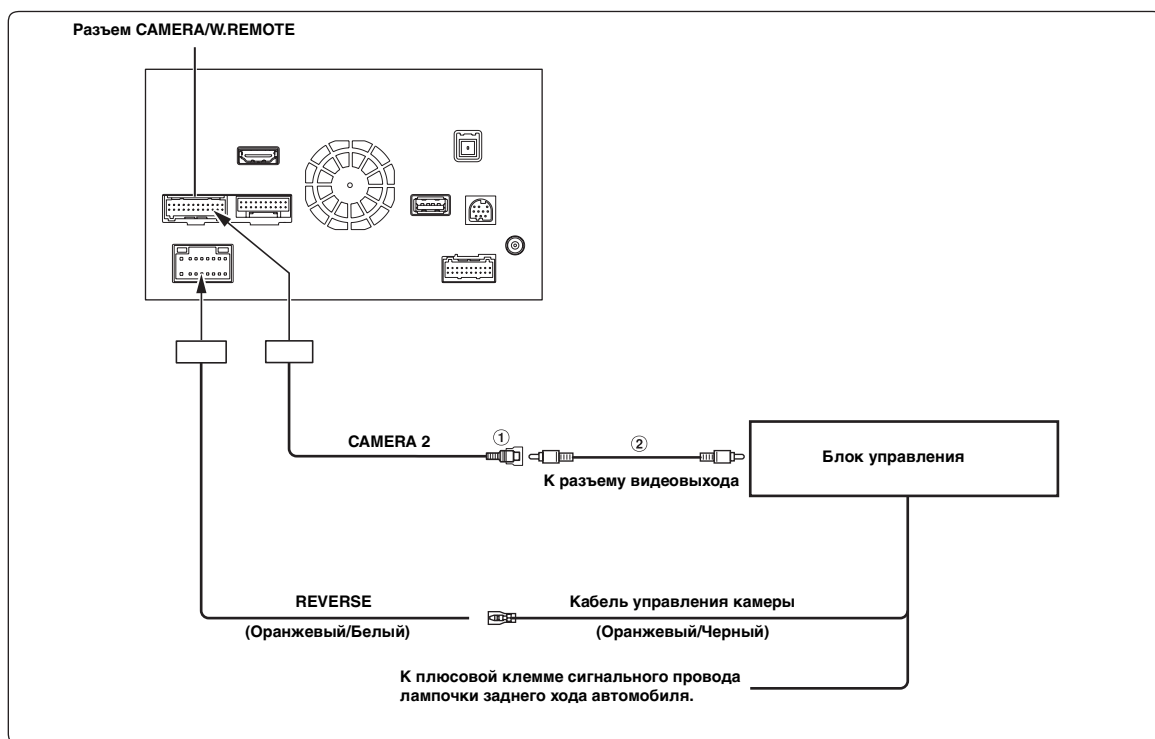 Разъем CAMERA/W.REMOTE
CAMERA 2
①
②
К разъему видеовыхода
Блок управления
REVERSE
(Оранжевый/Белый)
Кабель управления камеры
(Оранжевый/Черный)
К плюсовой клемме сигнального провода
лампочки заднего хода автомобиля.